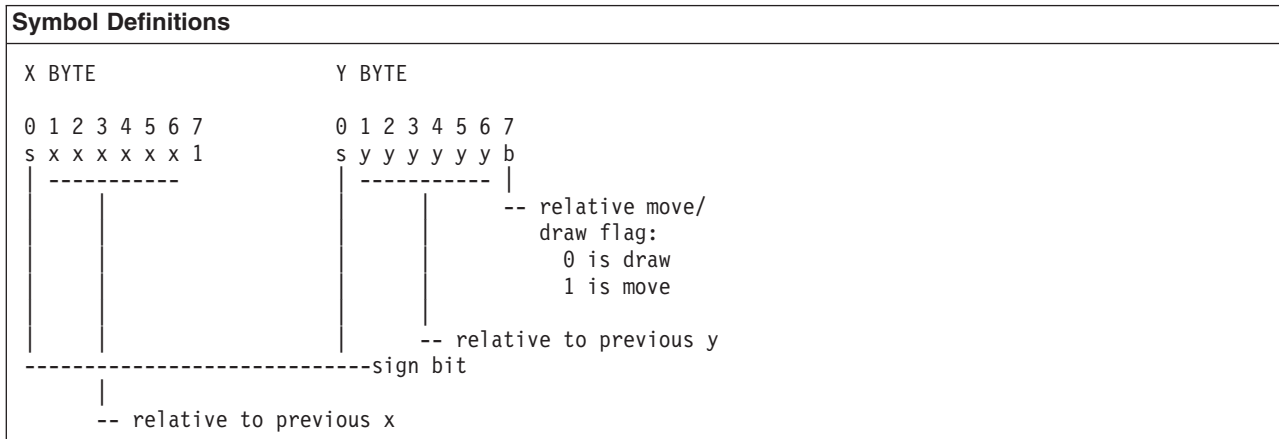 Symbol Definitions
X BYTE                    Y BYTE
0 1 2 3 4 5 6 7           0 1 2 3 4 5 6 7
s x x x x x x 1           s y y y y y y b
| -----------             | ----------- |
-- relative move/
draw flag:
0 is draw
1 is move
-- relative to previous y
-----------------------------sign bit
-- relative to previous x